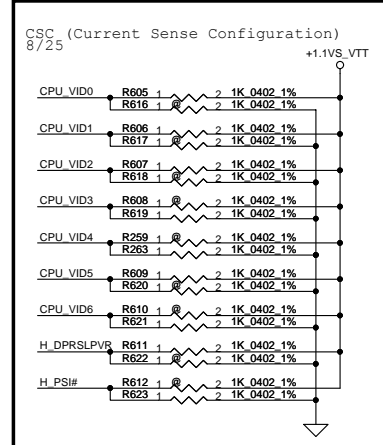 CSC (Current Sense Configuration)
8/25
+1.1VS_VTT
CPU_VID0 R605 1 2 1K_0402_1%
R616 1 @ 2 1K_0402_1%
CPU_VID1 R606 1 2 1K_0402_1%
R617 1 @ 2 1K_0402_1%
CPU_VID2 R607 1 2 1K_0402_1%
R618 1 @ 2 1K_0402_1%
CPU_VID3 R608 1 @ 2 1K_0402_1%
R619 1 2 1K_0402_1%
CPU_VID4 R259 1 @ 2 1K_0402_1%
R263 1 2 1K_0402_1%
CPU_VID5 R609 1 2 1K_0402_1%
R620 1 @ 2 1K_0402_1%
CPU_VID6 R610 1 @ 2 1K_0402_1%
R621 1 2 1K_0402_1%
H_DPRSLPVR R611 1 2 1K_0402_1%
R622 1 @ 2 1K_0402_1%
H_PSI# R612 1 @ 2 1K_0402_1%
R623 1 2 1K_0402_1%